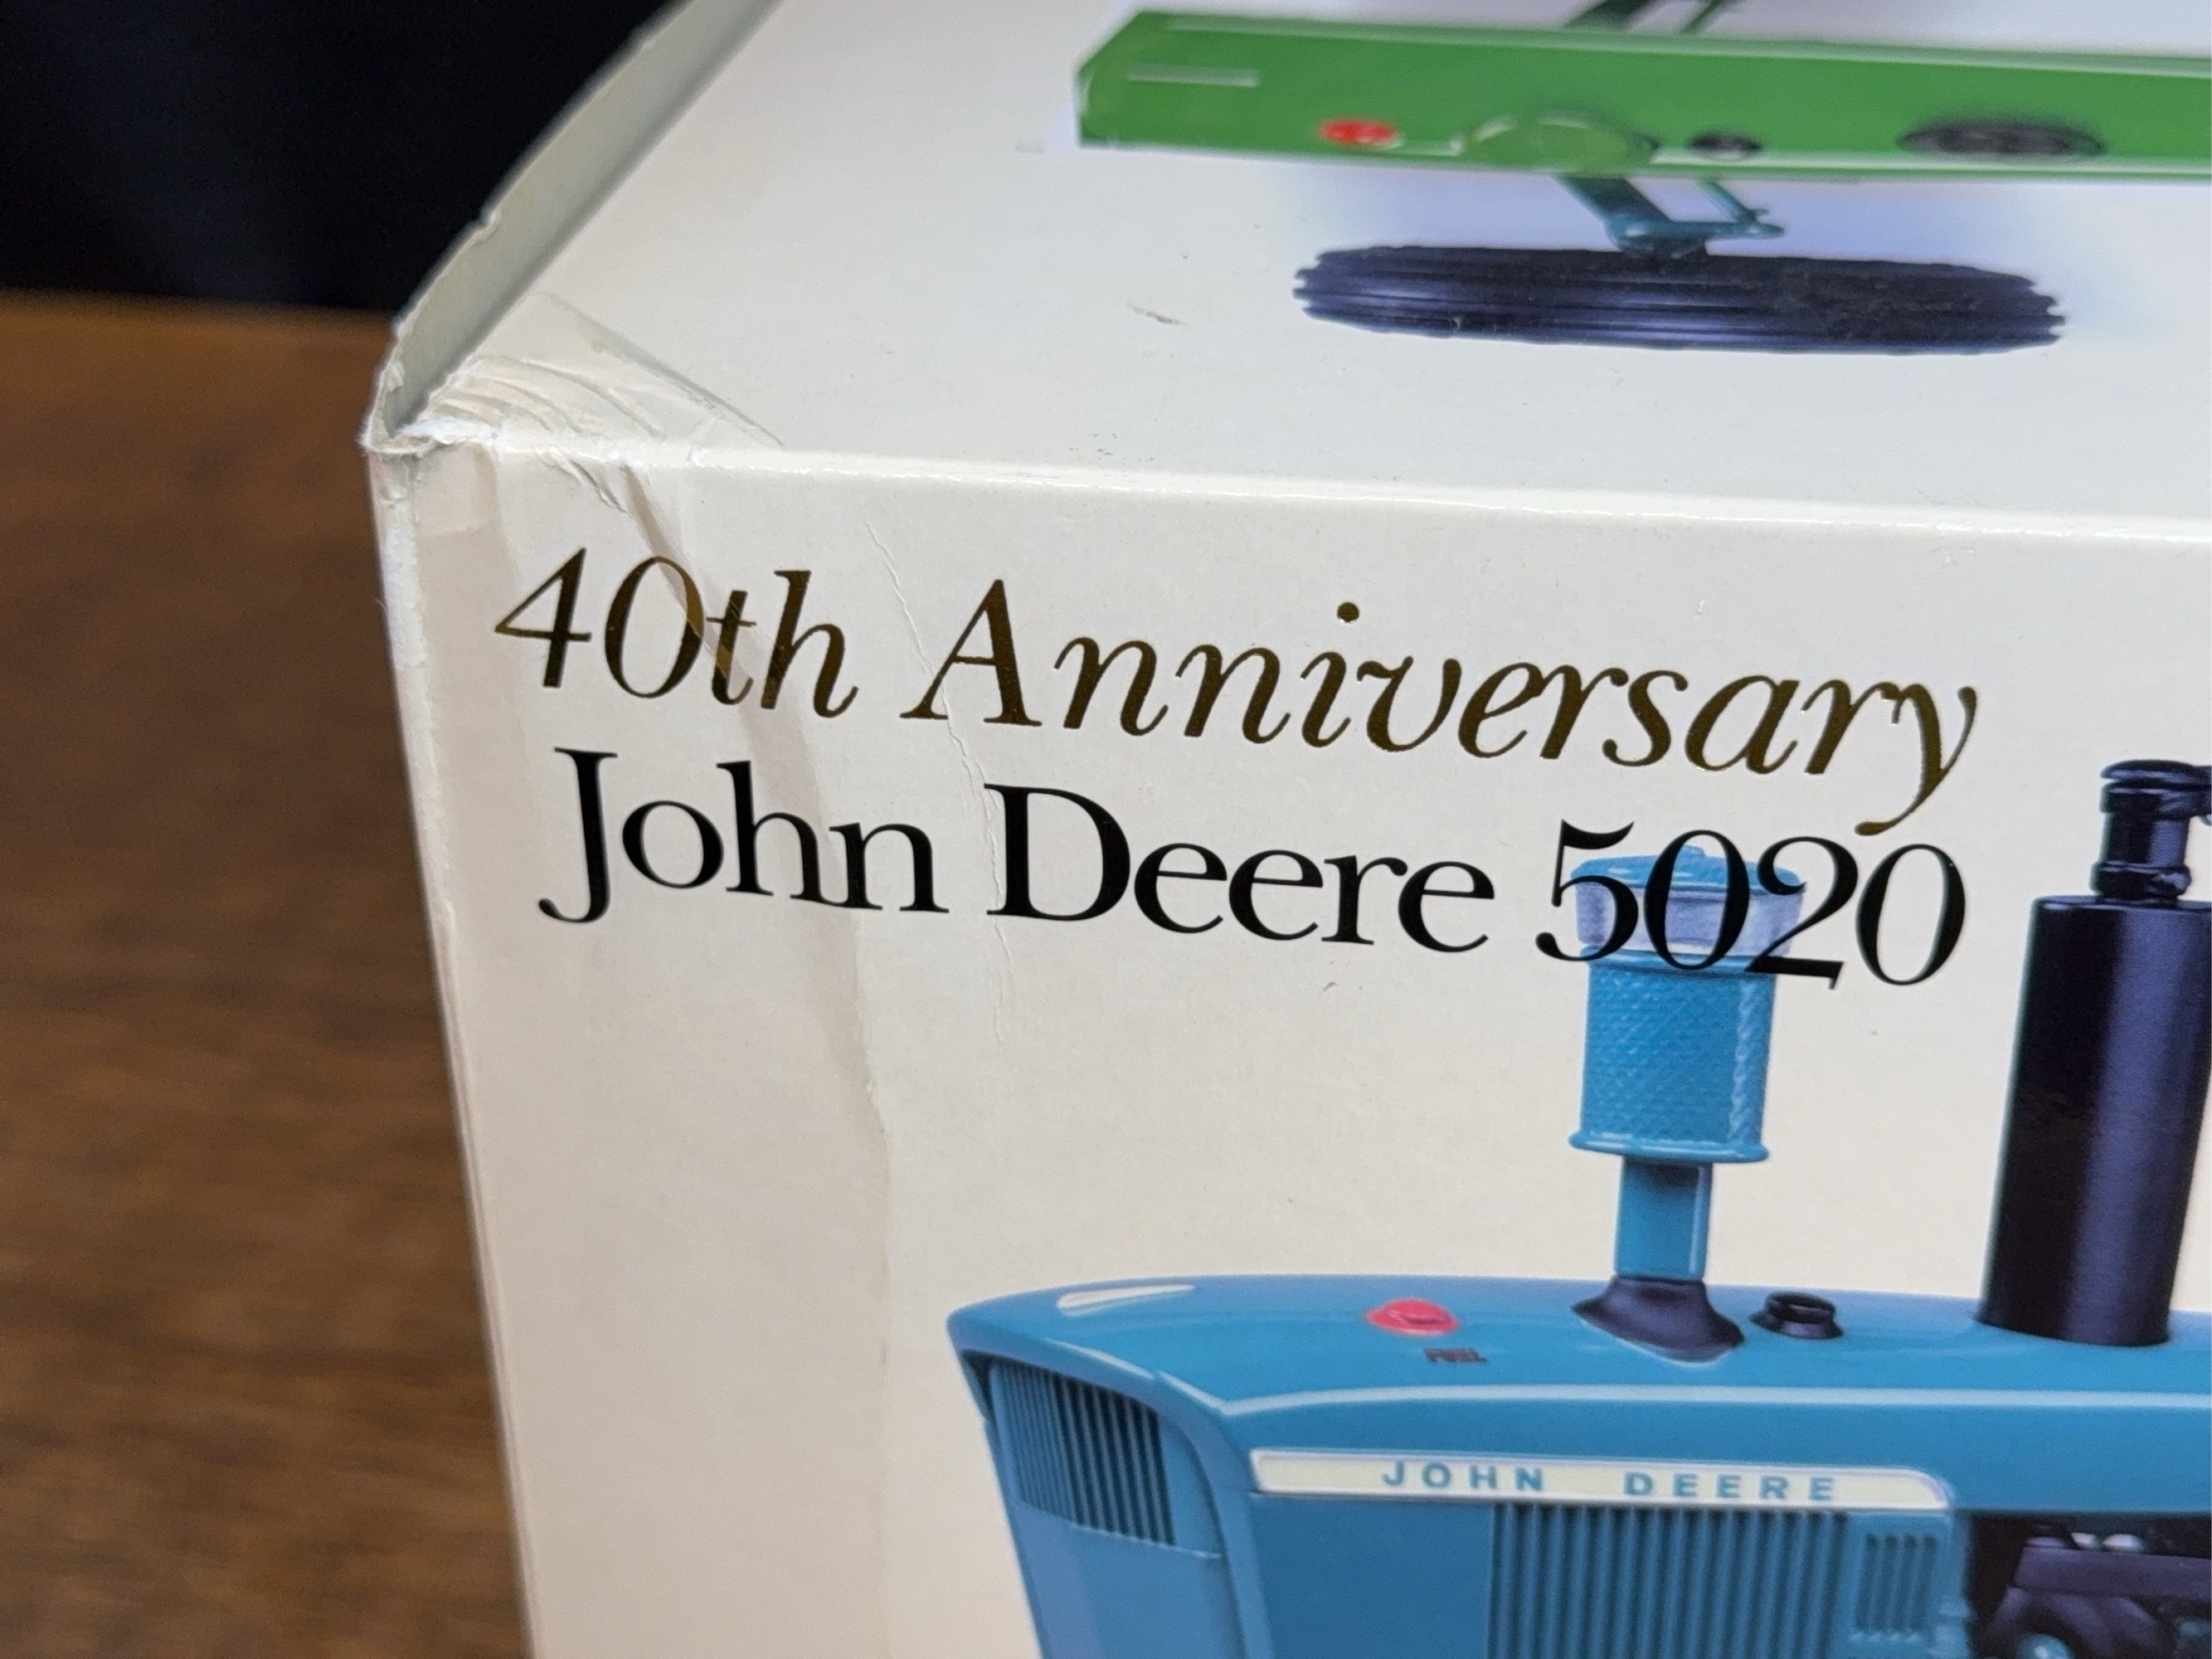 40th Anniversary
John Deere 5020
FUEL
JOHN DEERE